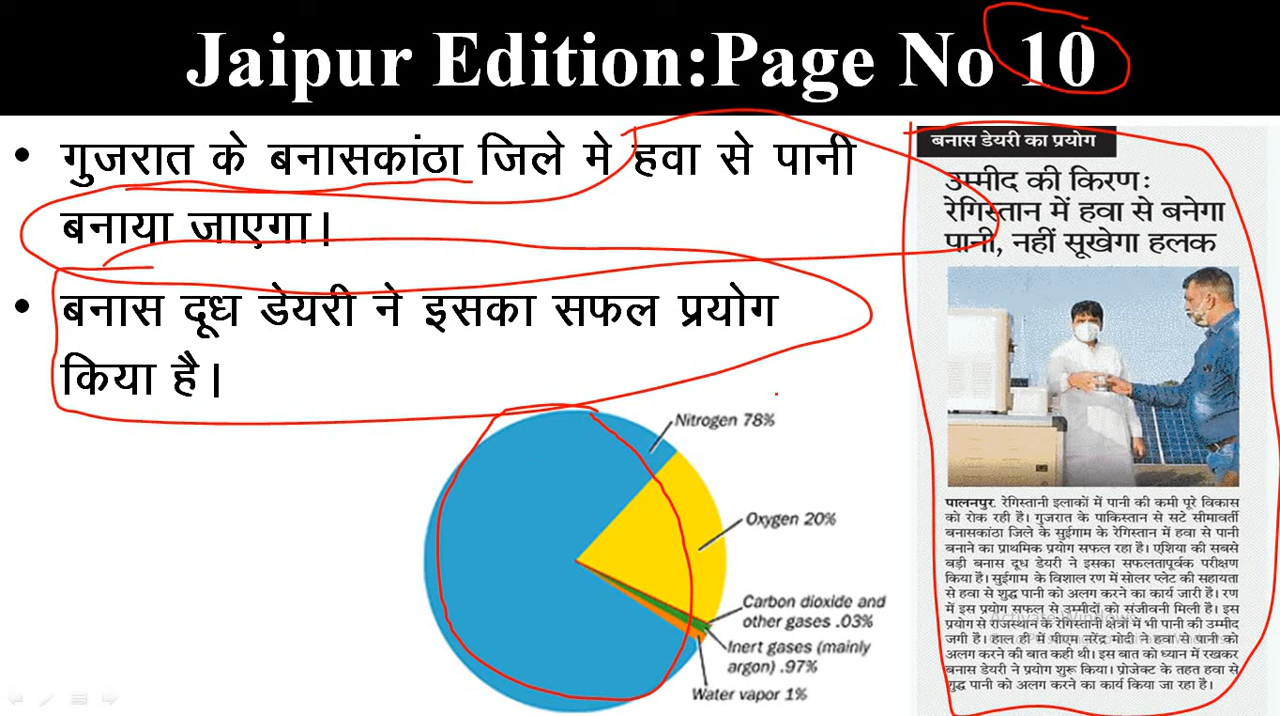 Jaipur Edition:Page No 10
• गुजरात के बनासकांठा जिले मे हवा से पानी
बनाया जाएगा।
• बनास दूध डेयरी ने इसका सफल प्रयोग
किया है।
Nitrogen 78%
Oxygen 20%
Carbon dioxide and
other gases .03%
Inert gases (mainly
argon) .97%
Water vapor 1%
बनास डेयरी का प्रयोग
उम्मीद की किरण:
रेगिस्तान में हवा से बनेगा
पानी, नहीं सूखेगा हलक
पालनपुर. रेगिस्तानी इलाकों में पानी की कमी पूरे विकास
को रोक रही है। गुजरात के पाकिस्तान से सटे सीमावर्ती
बनासकांठा जिले के सुईगाम के रेगिस्तान में हवा से पानी
बनाने का प्राथमिक प्रयोग सफल रहा है। एशिया की सबसे
बड़ी बनास दूध डेयरी ने इसका सफलतापूर्वक परीक्षण
किया है। सुईगाम के विशाल रण में सोलर प्लेट की सहायता
से हवा से शुद्ध पानी को अलग करने का कार्य जारी है। रण
में इस प्रयोग सफल से उम्मीदों को संजीवनी मिली है। इस
प्रयोग से राजस्थान के रेगिस्तानी क्षेत्रों में भी पानी की उम्मीद
जगी है। हाल ही में पीएम नरेंद्र मोदी ने हवा से पानी को
अलग करने की बात कही थी। इस बात को ध्यान में रखकर
बनास डेयरी ने प्रयोग शुरू किया। प्रोजेक्ट के तहत हवा से
शुद्ध पानी को अलग करने का कार्य किया जा रहा है।
Activate Windows